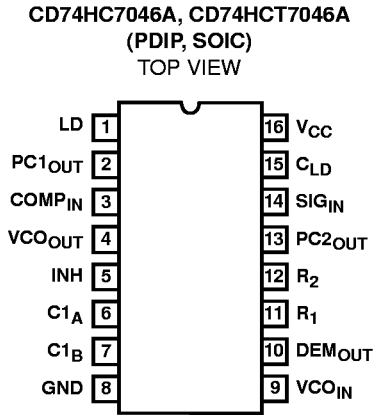 CD74HC7046A, CD74HCT7046A
(PDIP, SOIC)
TOP VIEW
LD 1 16 VCC
PC1OUT 2 15 CLD
COMPIN 3 14 SIGIN
VCOOUT 4 13 PC2OUT
INH 5 12 R2
C1A 6 11 R1
C1B 7 10 DEMOUT
GND 8 9 VCOIN